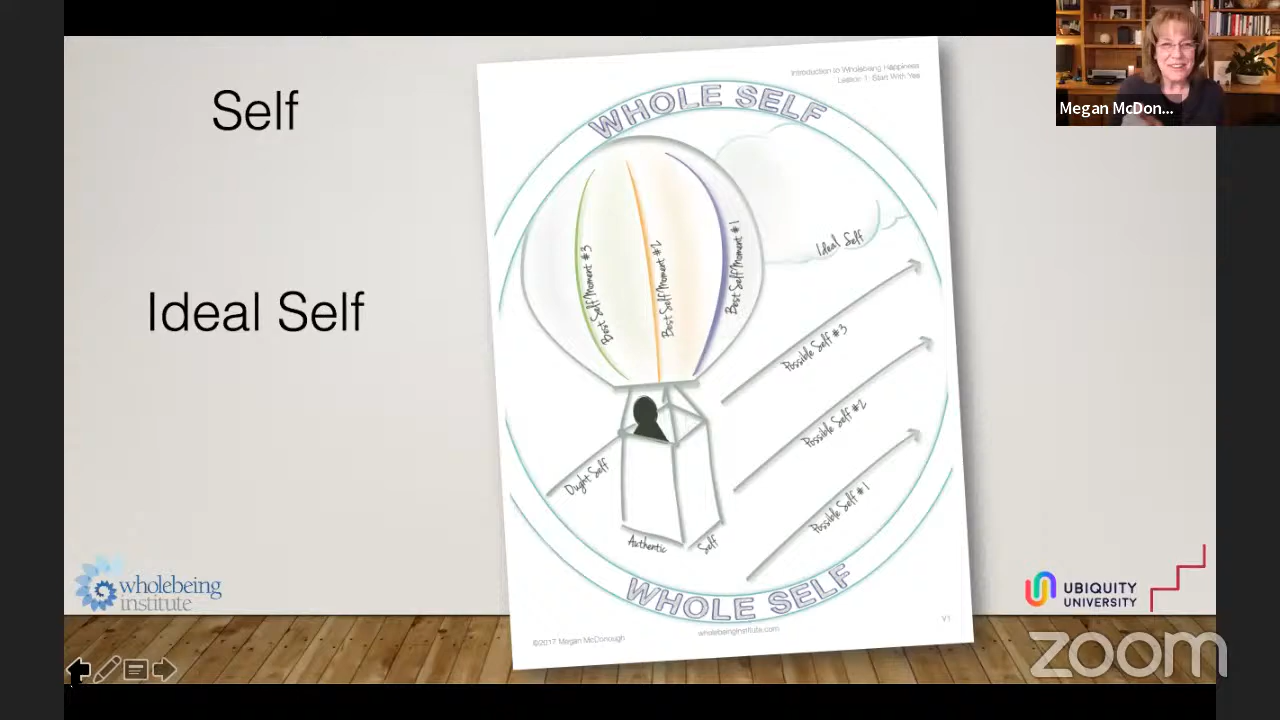 Self
Ideal Self
Introduction to Wholebeing Happiness
Lesson 1: Start With Yes
WHOLE SELF
Best Self Moment #3
Best Self Moment #2
Best Self Moment #1
Ideal Self
Possible Self #3
Possible Self #2
Possible Self #1
Ought Self
Authentic Self
WHOLE SELF
©2017 Megan McDonough
wholebeinginstitute.com
V1
wholebeing
institute
UBIQUITY
UNIVERSITY
Megan McDon...
zoom